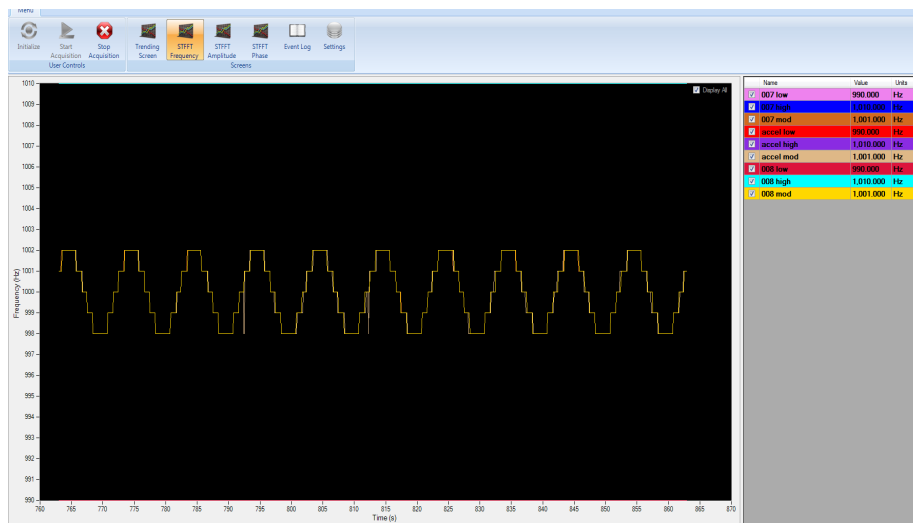 Menu
Initialize
Start Acquisition
Stop Acquisition
Trending Screen
STFFT Frequency
STFFT Amplitude
STFFT Phase
Event Log
Settings
User Controls
Screens
Display All
1010
1009
1008
1007
1006
1005
1004
1003
1002
1001
1000
999
998
997
996
995
994
993
992
991
990
Frequency (Hz)
760 765 770 775 780 785 790 795 800 805 810 815 820 825 830 835 840 845 850 855 860 865 870
Time (s)
Name Value Units
007 low 990.000 Hz
007 high 1,010.000 Hz
007 mod 1,001.000 Hz
accel low 990.000 Hz
accel high 1,010.000 Hz
accel mod 1,001.000 Hz
008 low 990.000 Hz
008 high 1,010.000 Hz
008 mod 1,001.000 Hz